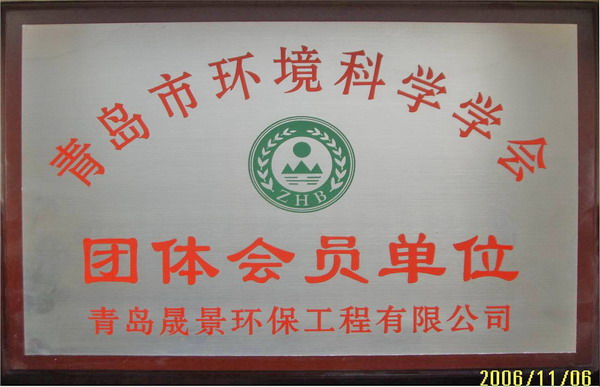 青岛市环境科学学会
ZHB
团体会员单位
青岛晟景环保工程有限公司
2006/11/06